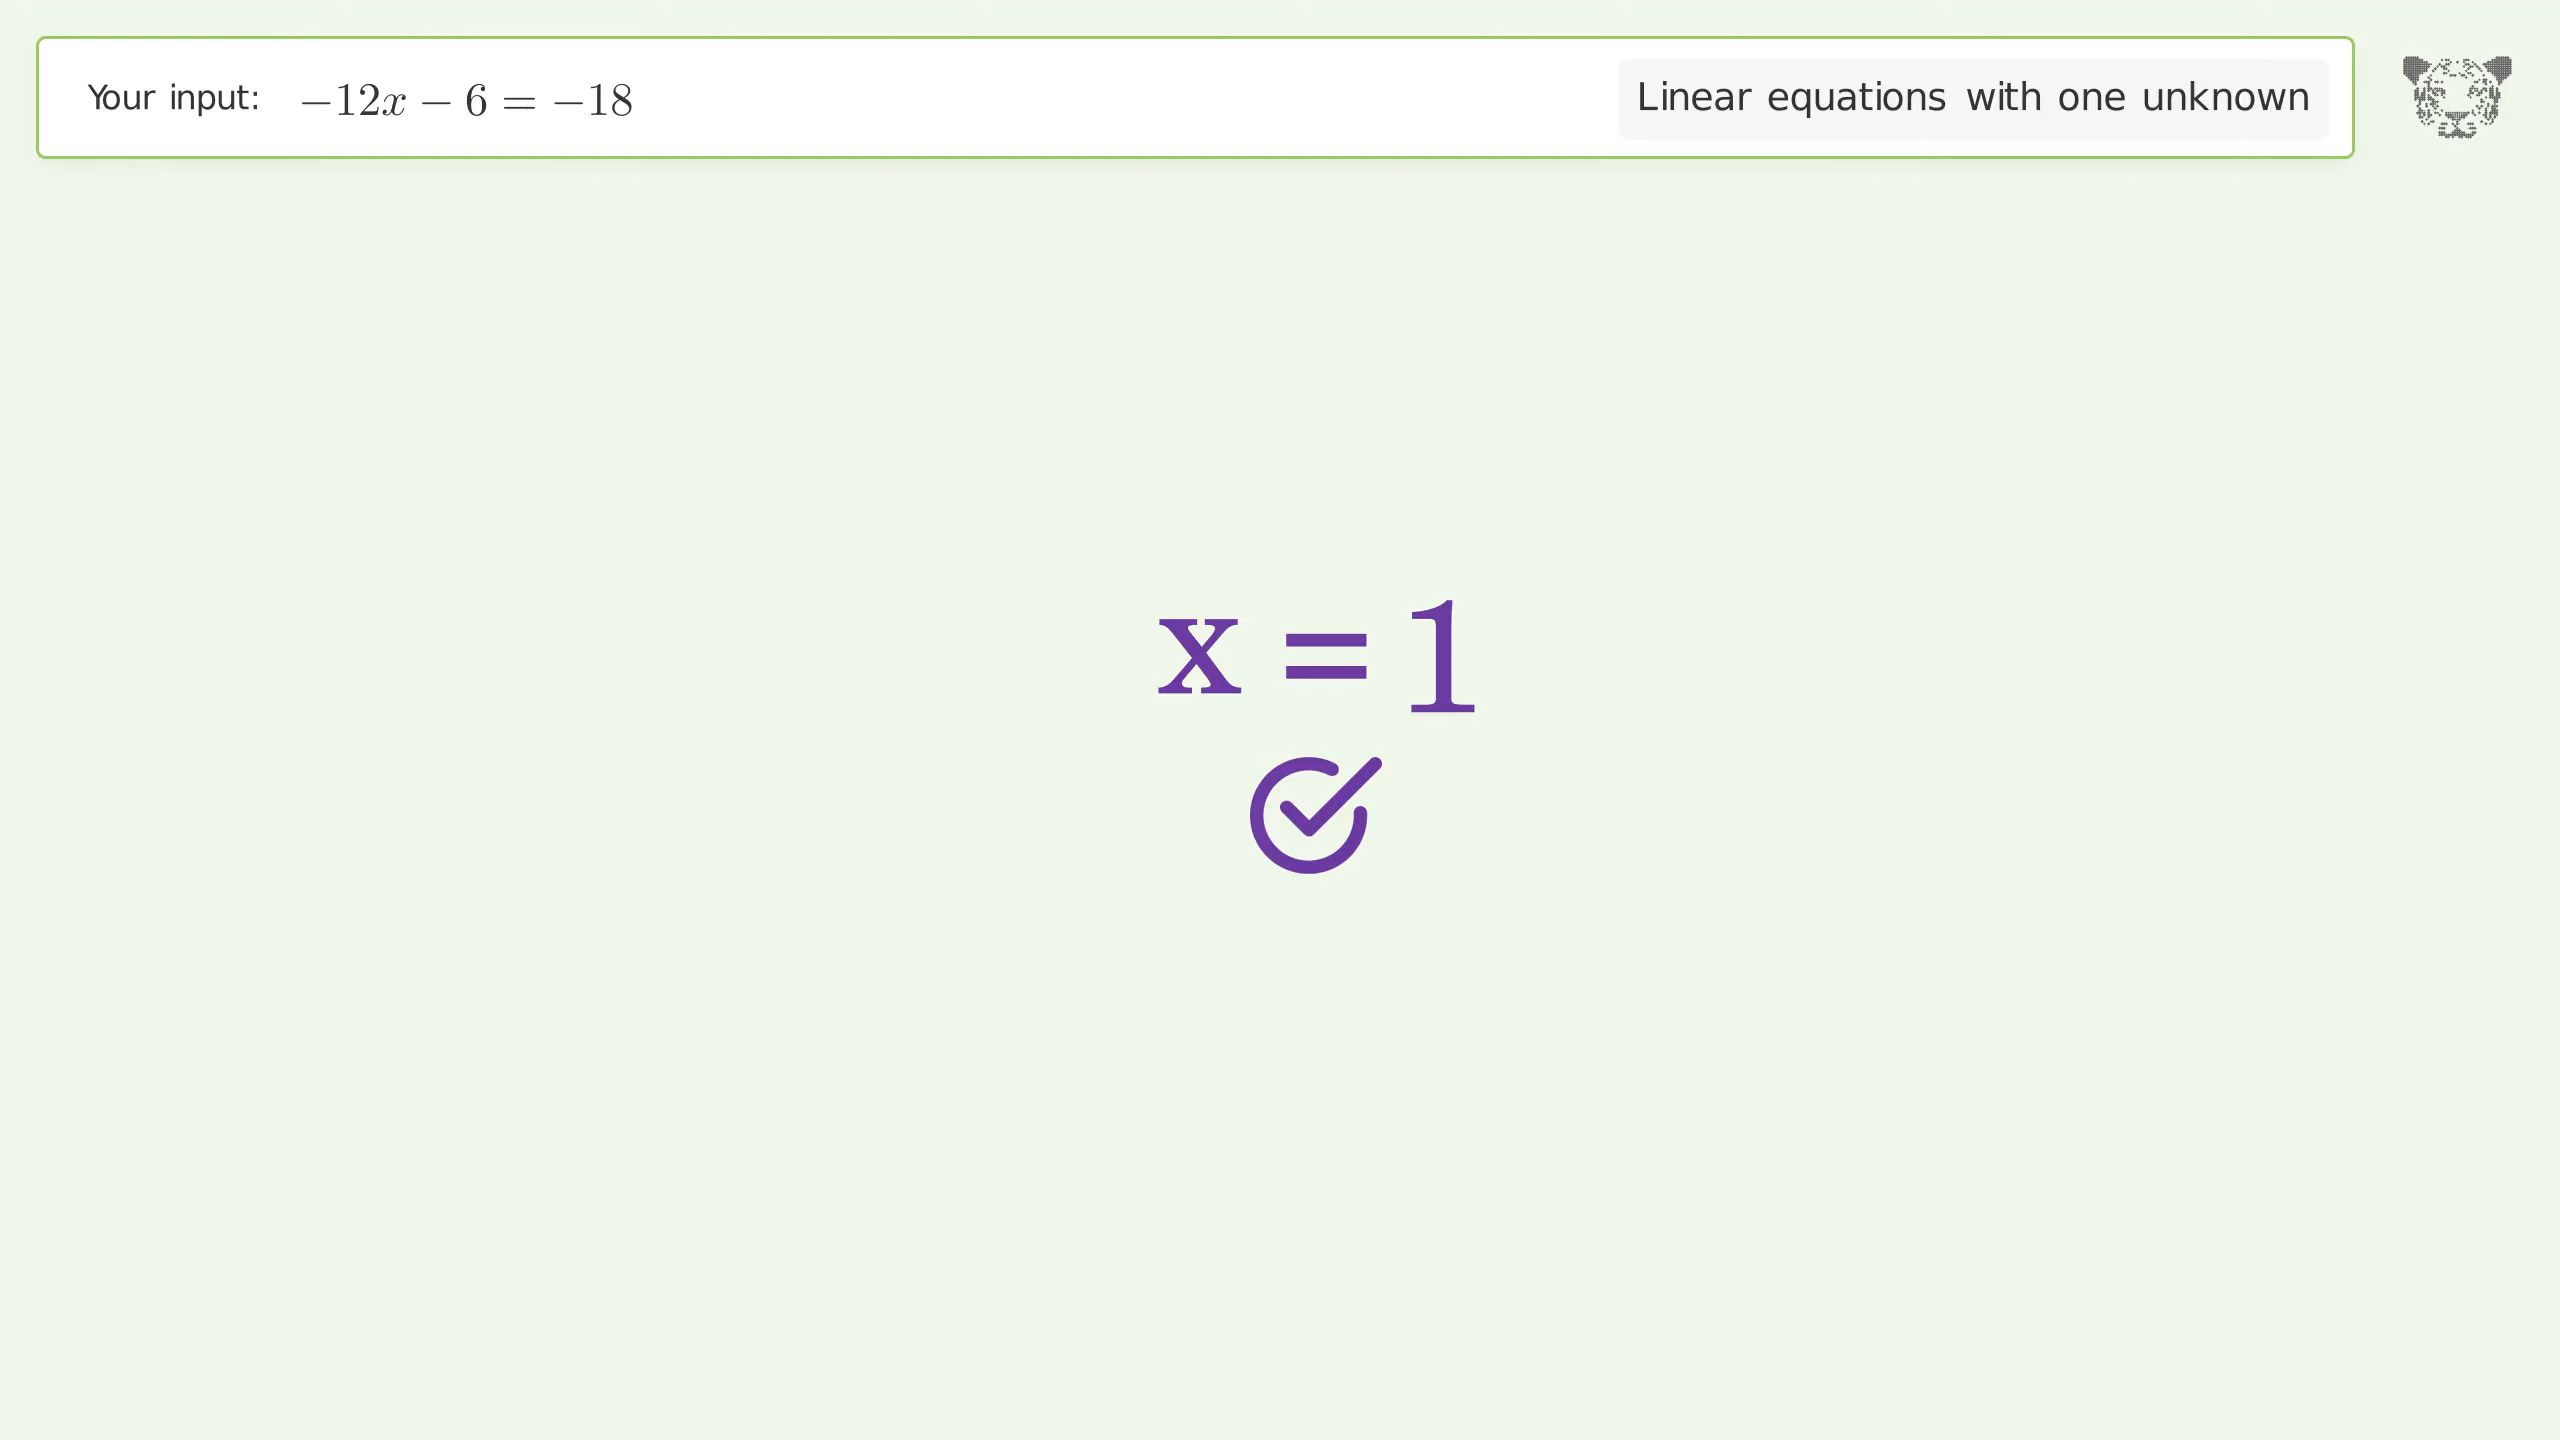 Your input: −12x − 6 = −18
Linear equations with one unknown
x = 1